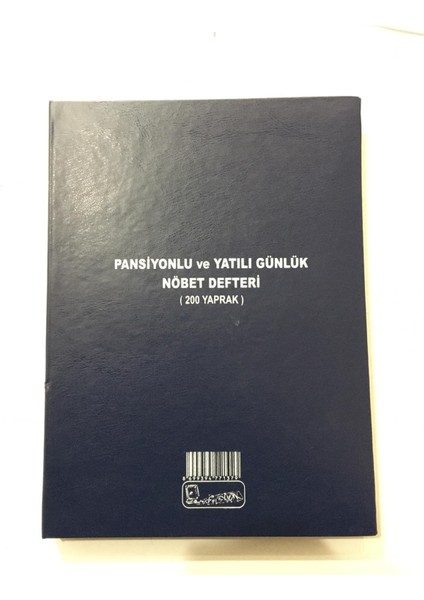 PANSİYONLU ve YATILI GÜNLÜK
NÖBET DEFTERİ
( 200 YAPRAK )